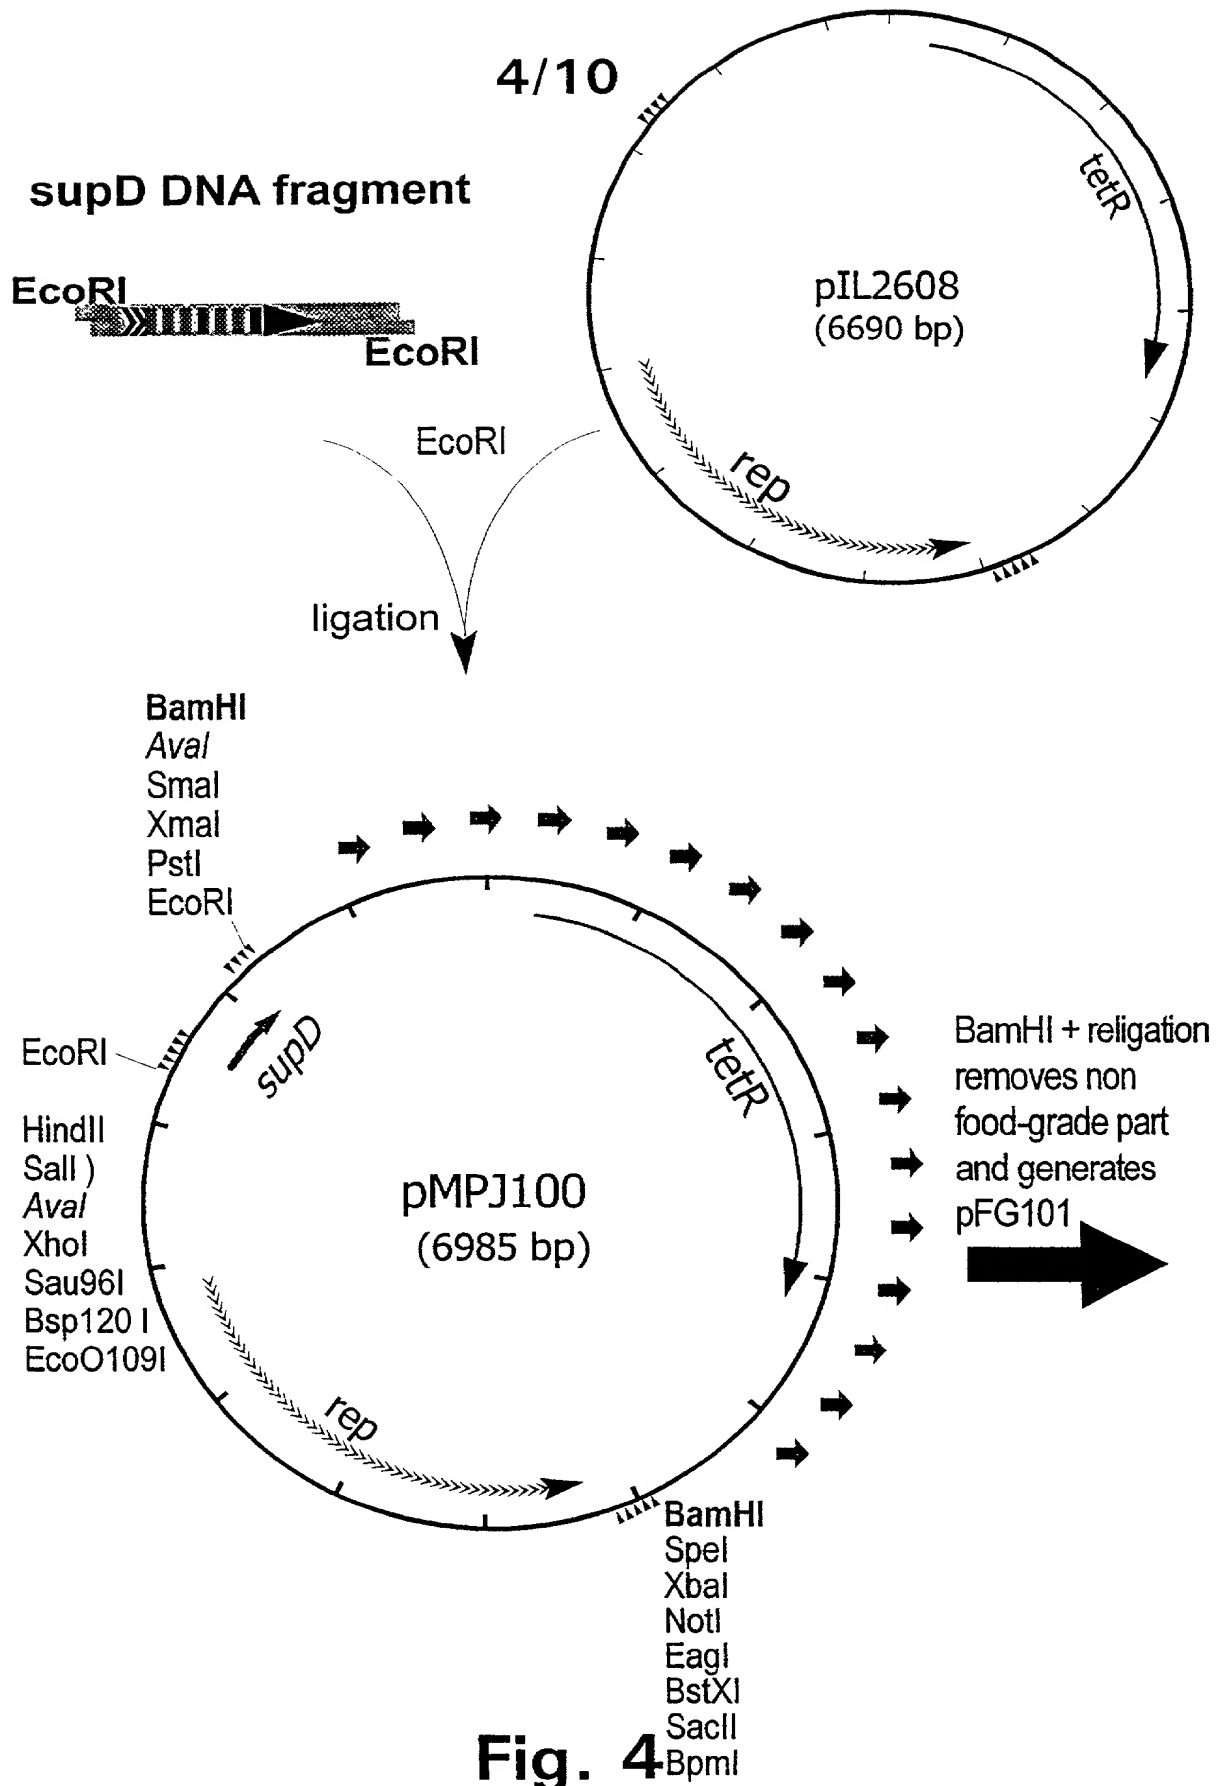 4/10
supD DNA fragment
EcoRI
EcoRI
tetR
pIL2608
(6690 bp)
rep
EcoRI
ligation
BamHI
AvaI
SmaI
XmaI
PstI
EcoRI
EcoRI
supD
tetR
HindII
SalI )
AvaI
XhoI
Sau96I
Bsp120 I
EcoO109I
pMPJ100
(6985 bp)
rep
BamHI + religation
removes non
food-grade part
and generates
pFG101
BamHI
SpeI
XbaI
NotI
EagI
BstXI
SacII
BpmI
Fig. 4